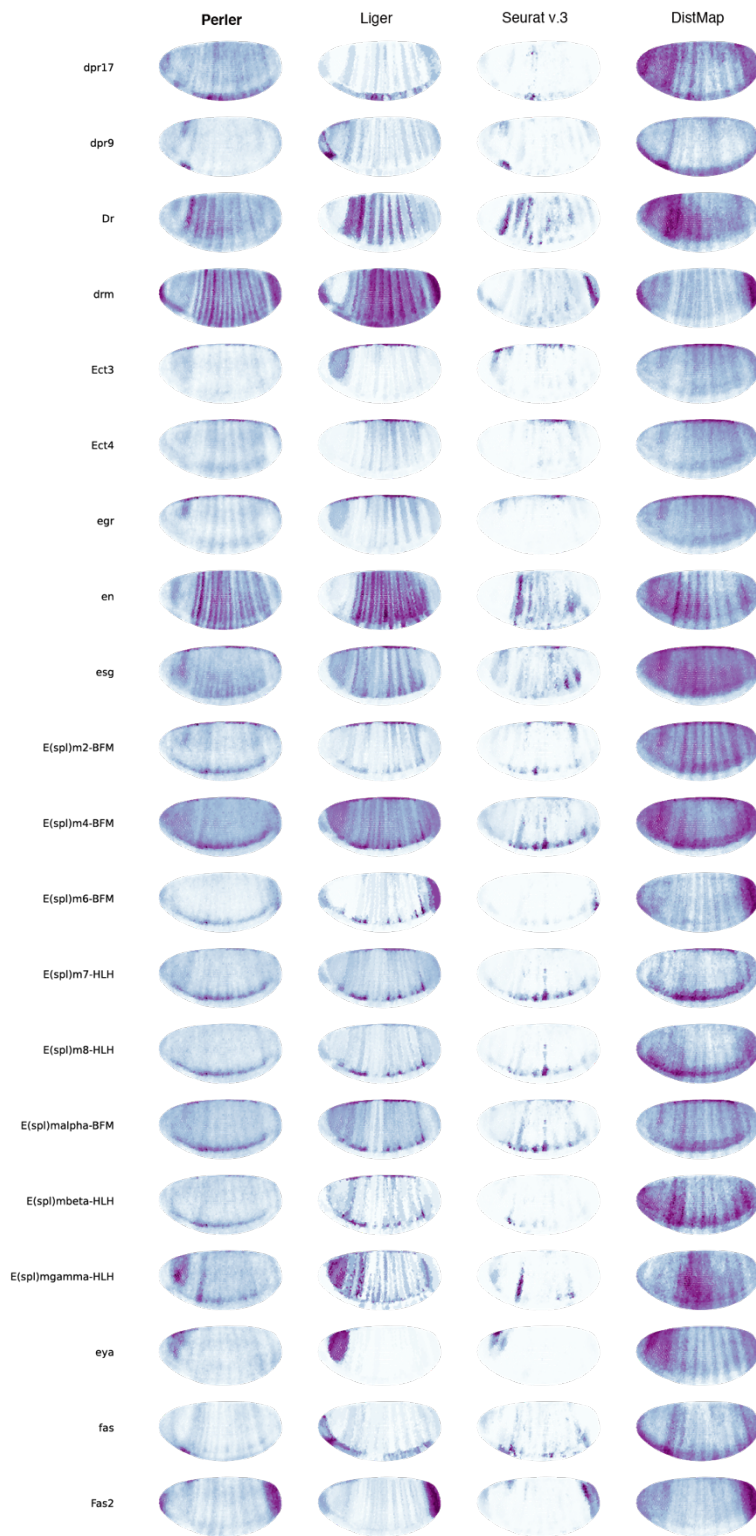 Perler Liger Seurat v.3 DistMap
dpr17
dpr9
Dr
drm
Ect3
Ect4
egr
en
esg
E(spl)m2-BFM
E(spl)m4-BFM
E(spl)m6-BFM
E(spl)m7-HLH
E(spl)m8-HLH
E(spl)malpha-BFM
E(spl)mbeta-HLH
E(spl)mgamma-HLH
eya
fas
Fas2